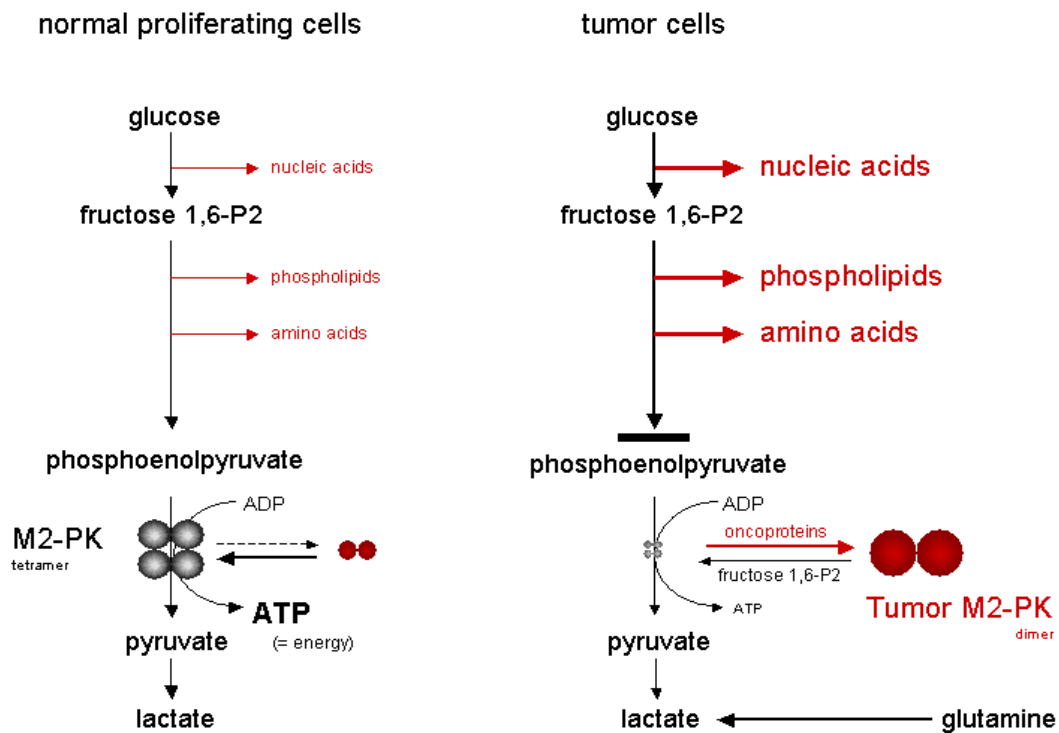 normal proliferating cells
glucose
nucleic acids
fructose 1,6-P2
phospholipids
amino acids
phosphoenolpyruvate
ADP
M2-PK
tetramer
ATP
(= energy)
pyruvate
lactate
tumor cells
glucose
nucleic acids
fructose 1,6-P2
phospholipids
amino acids
phosphoenolpyruvate
ADP
oncoproteins
fructose 1,6-P2
ATP
Tumor M2-PK
dimer
pyruvate
lactate
glutamine